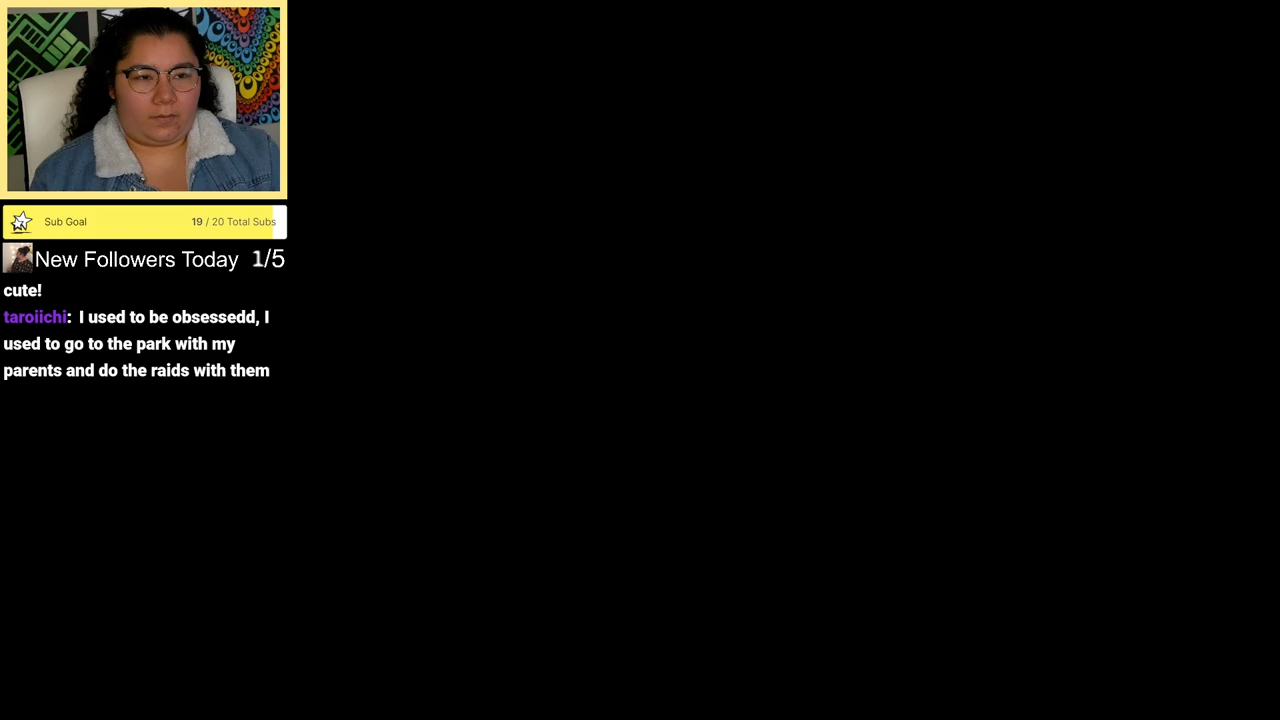 Sub Goal 19 / 20 Total Subs
New Followers Today 1/5
cute!
taroiichi: I used to be obsessedd, I
used to go to the park with my
parents and do the raids with them